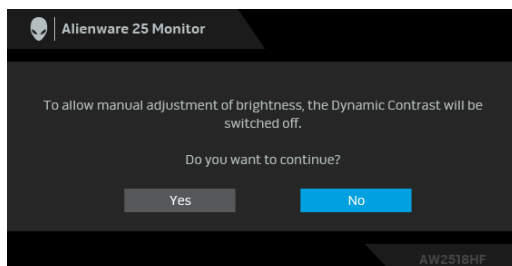 Alienware 25 Monitor
To allow manual adjustment of brightness, the Dynamic Contrast will be
switched off.
Do you want to continue?
Yes
No
AW2518HF